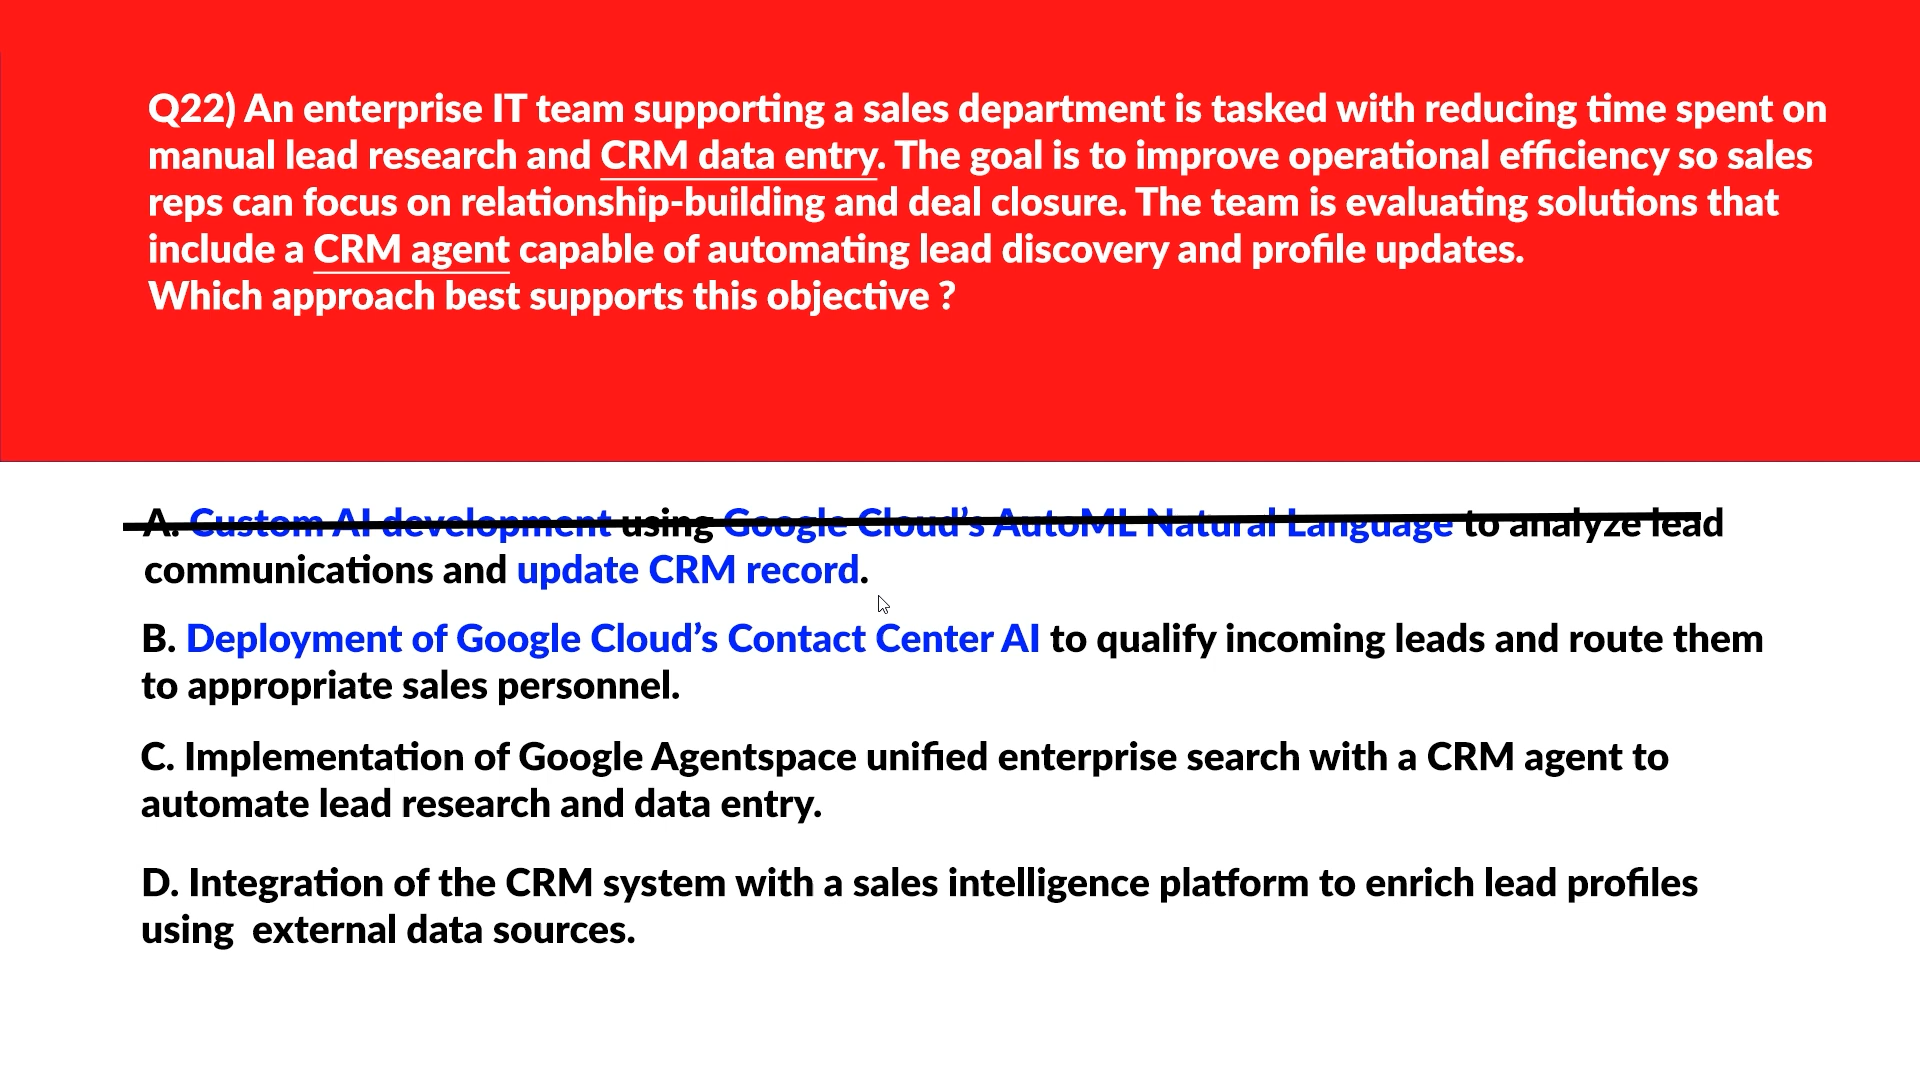 Q22) An enterprise IT team supporting a sales department is tasked with reducing time spent on
manual lead research and CRM data entry. The goal is to improve operational efficiency so sales
reps can focus on relationship-building and deal closure. The team is evaluating solutions that
include a CRM agent capable of automating lead discovery and profile updates.
Which approach best supports this objective ?
A. Custom AI development using Google Cloud's AutoML Natural Language to analyze lead
communications and update CRM record.
B. Deployment of Google Cloud's Contact Center AI to qualify incoming leads and route them
to appropriate sales personnel.
C. Implementation of Google Agentspace unified enterprise search with a CRM agent to
automate lead research and data entry.
D. Integration of the CRM system with a sales intelligence platform to enrich lead profiles
using  external data sources.